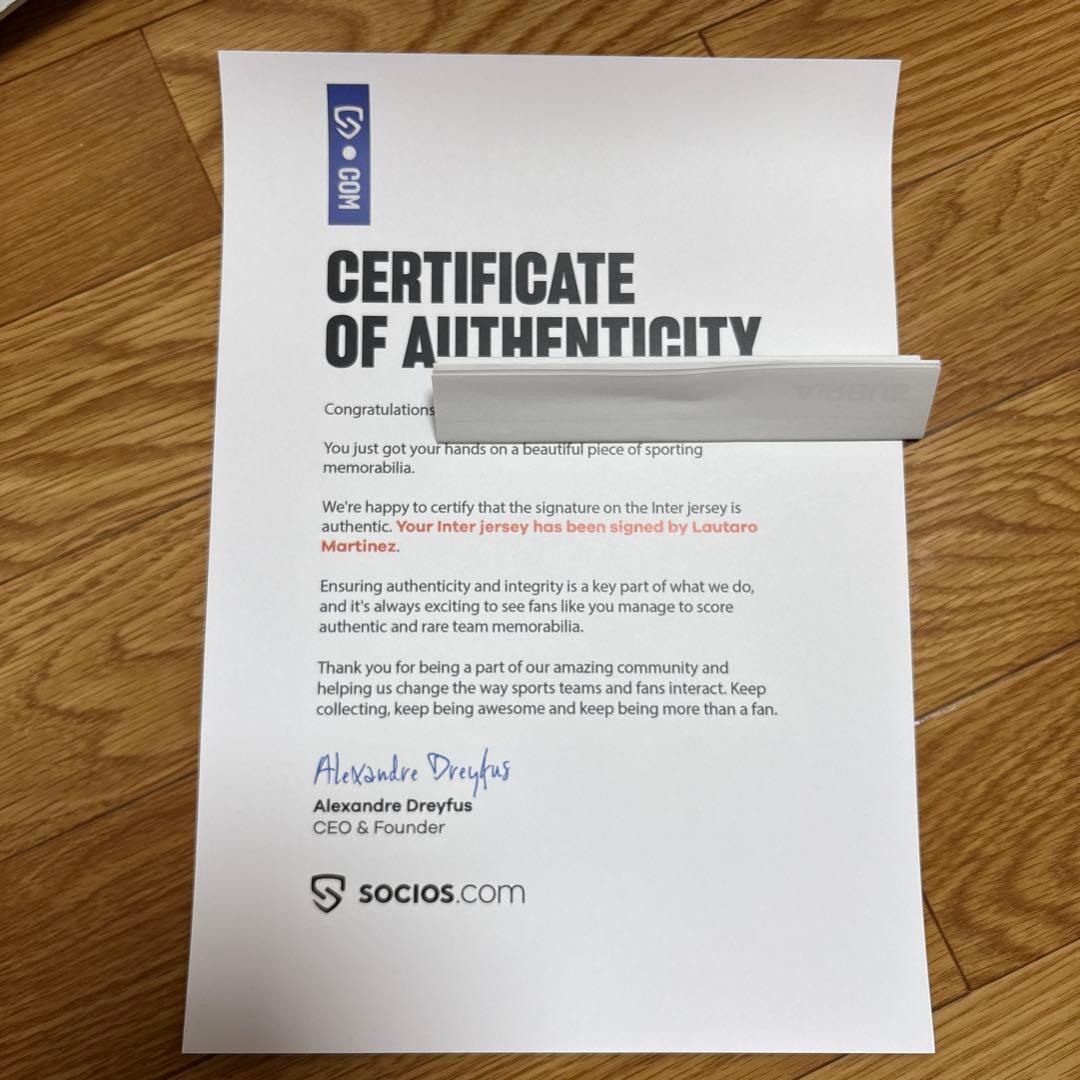 .COM
CERTIFICATE
OF AUTHENTICITY
AIRBUS
Congratulations
You just got your hands on a beautiful piece of sporting
memorabilia.
We're happy to certify that the signature on the Inter jersey is
authentic. Your Inter jersey has been signed by Lautaro
Martinez.
Ensuring authenticity and integrity is a key part of what we do,
and it's always exciting to see fans like you manage to score
authentic and rare team memorabilia.
Thank you for being a part of our amazing community and
helping us change the way sports teams and fans interact. Keep
collecting, keep being awesome and keep being more than a fan.
Alexandre Dreyfus
Alexandre Dreyfus
CEO & Founder
socios.com